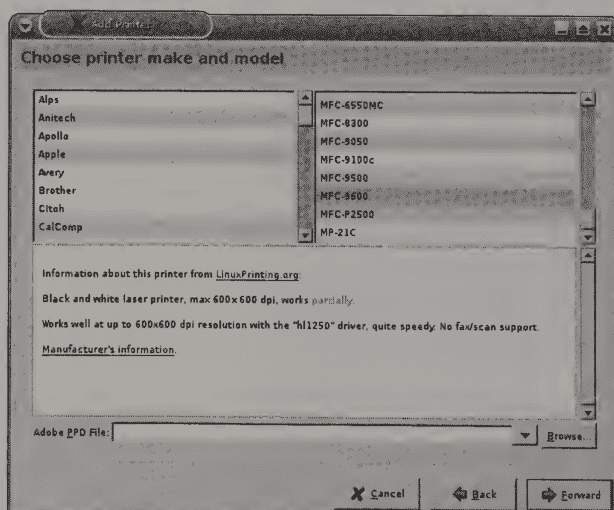 Add Printer
Choose printer make and model
Alps
Anitech
Apollo
Apple
Avery
Brother
Citoh
CalComp
MFC-6550MC
MFC-8300
MFC-9050
MFC-9100c
MFC-9500
MFC-9600
MFC-P2500
MP-21C
Information about this printer from LinuxPrinting.org:
Black and white laser printer, max 600x600 dpi, works partially.
Works well at up to 600x600 dpi resolution with the "hl1250" driver, quite speedy. No fax/scan support.
Manufacturer's information.
Adobe PPD File:
Browse...
Cancel
Back
Forward